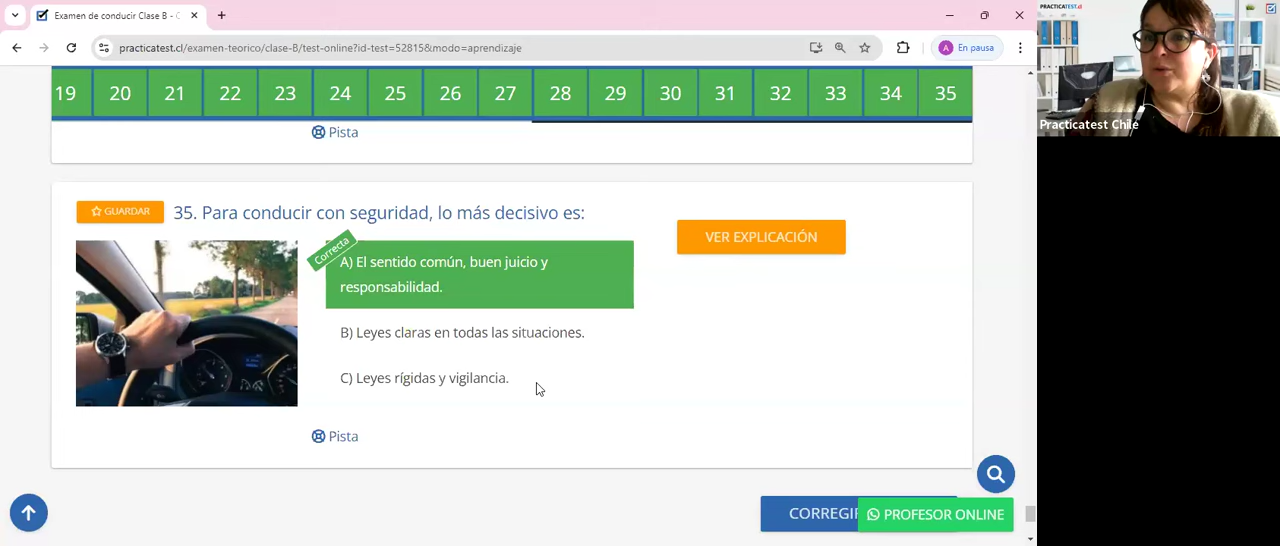 Examen de conducir Clase B - C
practicatest.cl/examen-teorico/clase-B/test-online?id-test=52815&modo=aprendizaje
A
En pausa
PRACTICATEST.cl
Practicatest Chile
19 20 21 22 23 24 25 26 27 28 29 30 31 32 33 34 35
Pista
GUARDAR
35. Para conducir con seguridad, lo más decisivo es:
VER EXPLICACIÓN
Correcta
A) El sentido común, buen juicio y
responsabilidad.
B) Leyes claras en todas las situaciones.
C) Leyes rígidas y vigilancia.
Pista
CORREGI
PROFESOR ONLINE